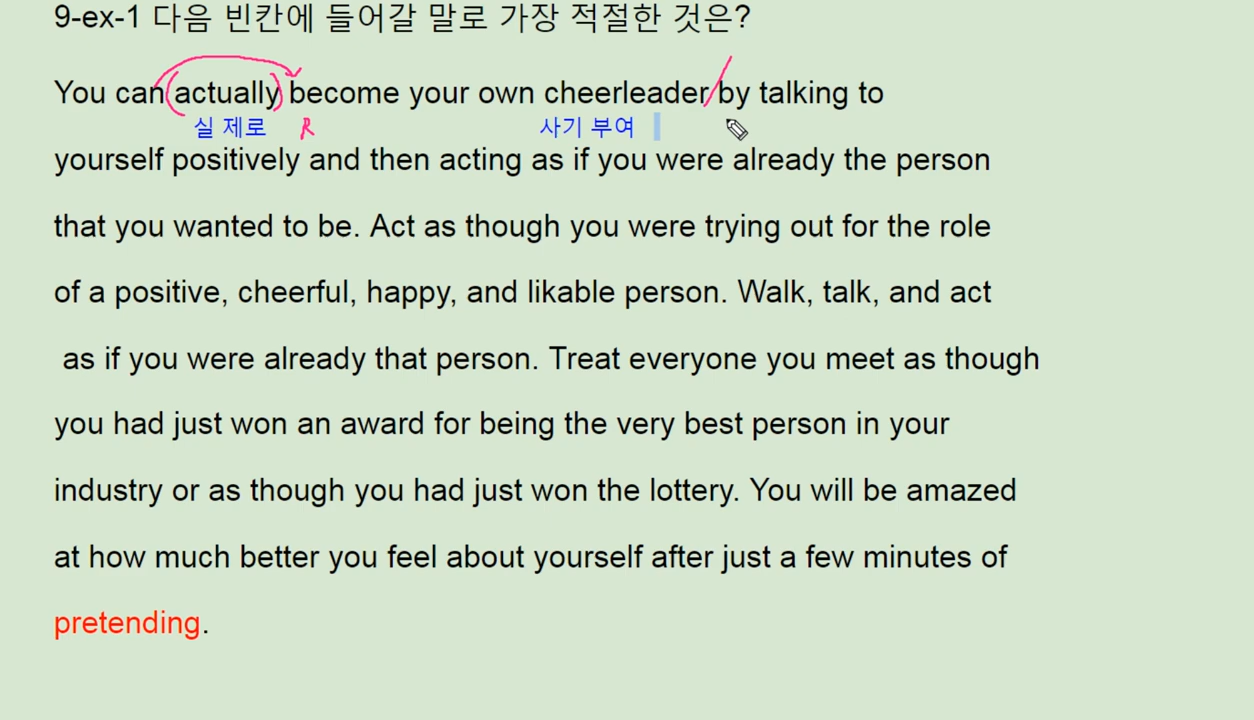 9-ex-1 다음 빈칸에 들어갈 말로 가장 적절한 것은?
You can (actually) become your own cheerleader / by talking to
실 제로 R 사기 부여
yourself positively and then acting as if you were already the person
that you wanted to be. Act as though you were trying out for the role
of a positive, cheerful, happy, and likable person. Walk, talk, and act
as if you were already that person. Treat everyone you meet as though
you had just won an award for being the very best person in your
industry or as though you had just won the lottery. You will be amazed
at how much better you feel about yourself after just a few minutes of
pretending.